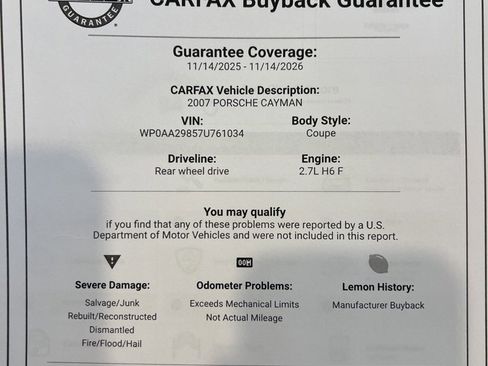 CARFAX Buyback Guarantee
GUARANTEE
Guarantee Coverage:
11/14/2025 - 11/14/2026
CARFAX Vehicle Description:
2007 PORSCHE CAYMAN
VIN:
WP0AA29857U761034
Body Style:
Coupe
Driveline:
Rear wheel drive
Engine:
2.7L H6 F
You may qualify
if you find that any of these problems were reported by a U.S.
Department of Motor Vehicles and were not included in this report.
Severe Damage:
Salvage/Junk
Rebuilt/Reconstructed
Dismantled
Fire/Flood/Hail
00H
Odometer Problems:
Exceeds Mechanical Limits
Not Actual Mileage
Lemon History:
Manufacturer Buyback